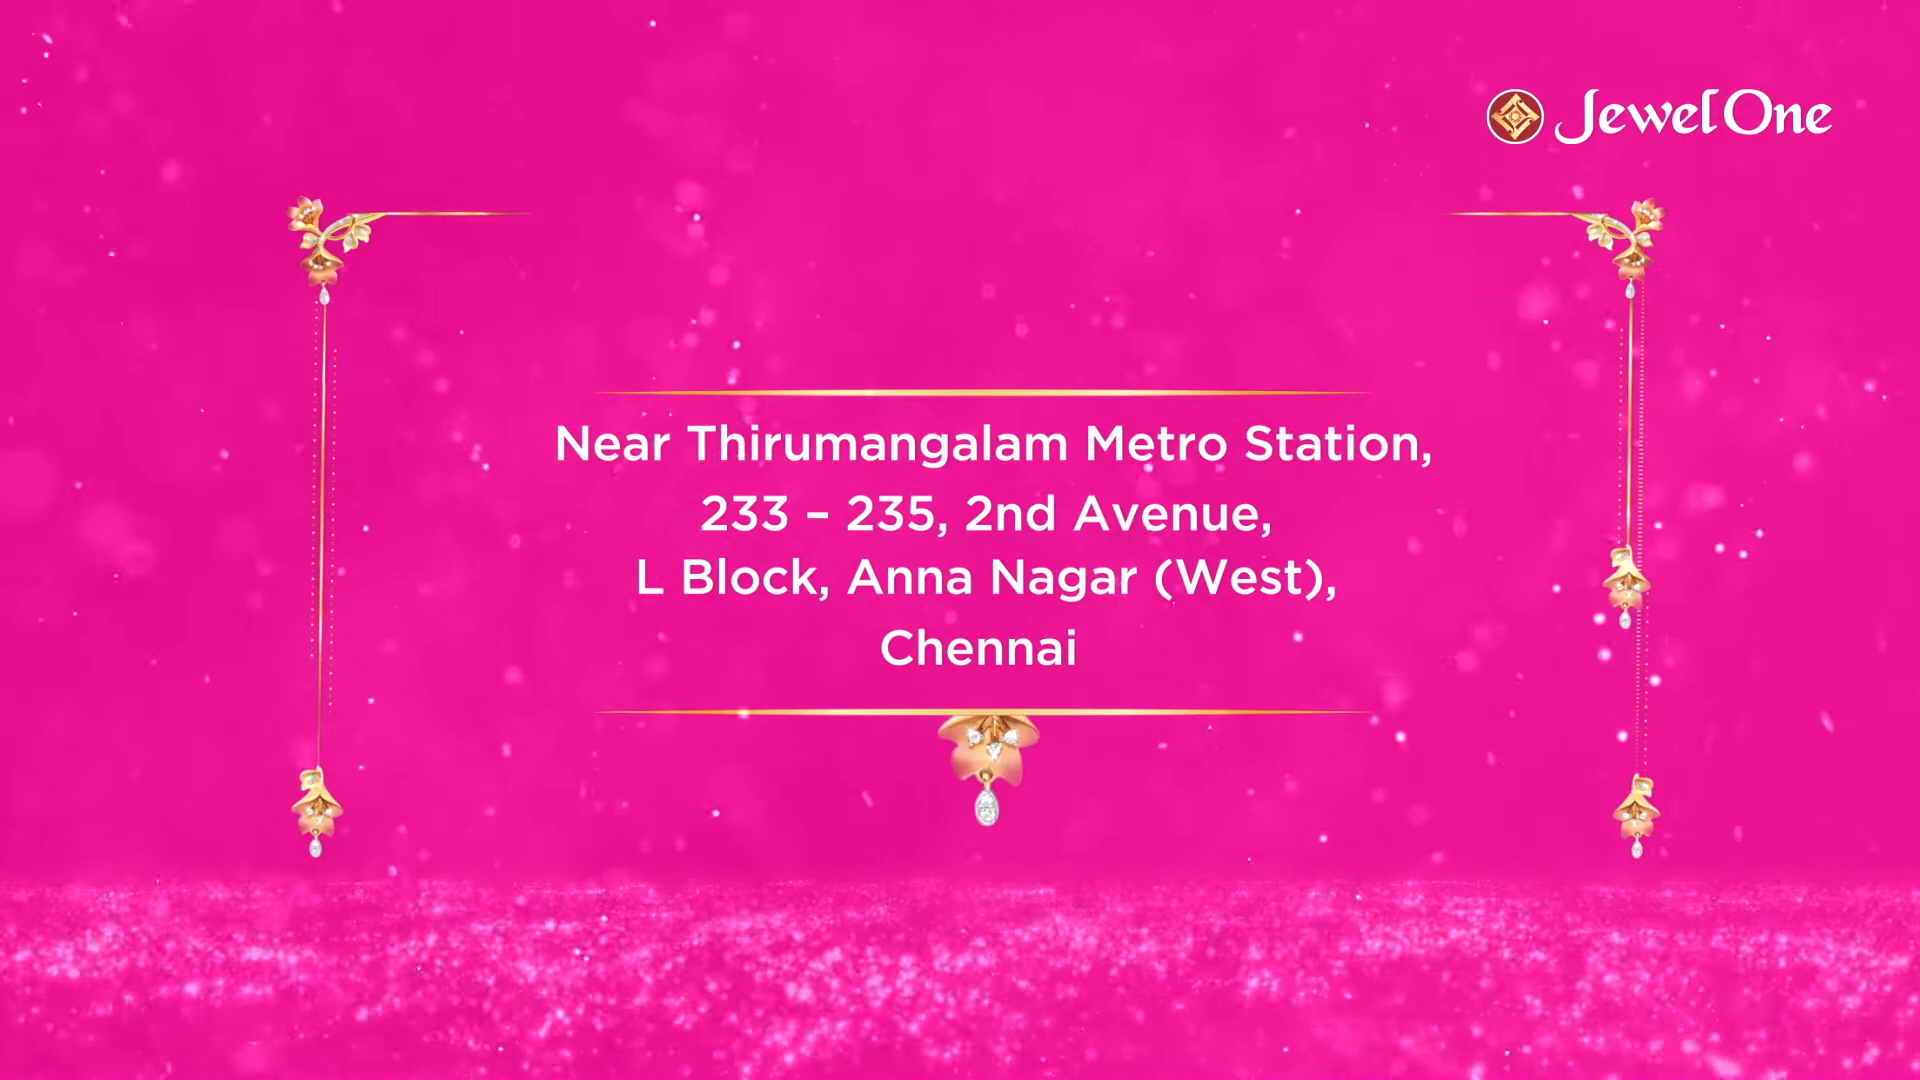 Jewel One
Near Thirumangalam Metro Station,
233 – 235, 2nd Avenue,
L Block, Anna Nagar (West),
Chennai